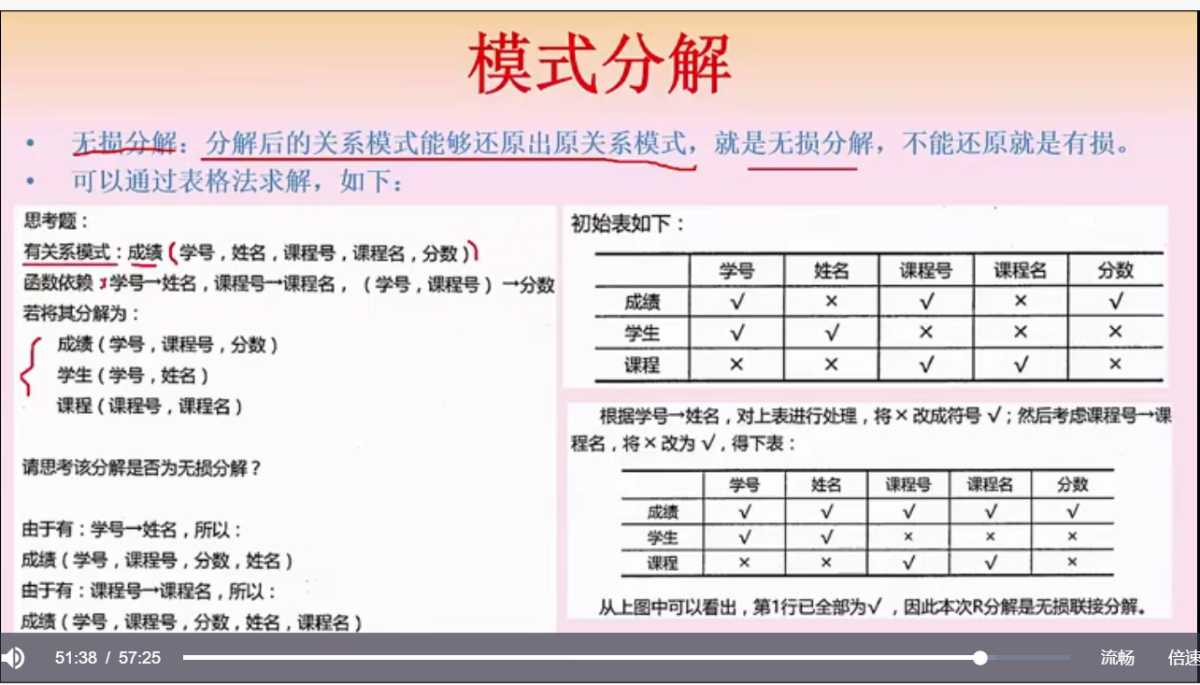 模式分解
• 无损分解：分解后的关系模式能够还原出原关系模式，就是无损分解，不能还原就是有损。
• 可以通过表格法求解，如下：
思考题：
有关系模式：成绩（学号，姓名，课程号，课程名，分数）
函数依赖：学号→姓名，课程号→课程名，（学号，课程号）→分数
若将其分解为：
成绩（学号，课程号，分数）
学生（学号，姓名）
课程（课程号，课程名）
请思考该分解是否为无损分解？
由于有：学号→姓名，所以：
成绩（学号，课程号，分数，姓名）
由于有：课程号→课程名，所以：
成绩（学号，课程号，分数，姓名，课程名）
初始表如下：
学号 姓名 课程号 课程名 分数
成绩 √ × √ × √
学生 √ √ × × ×
课程 × × √ √ ×
根据学号→姓名，对上表进行处理，将×改成符号√；然后考虑课程号→课
程名，将×改为√，得下表：
学号 姓名 课程号 课程名 分数
成绩 √ √ √ √ √
学生 √ √ × × ×
课程 × × √ √ ×
从上图中可以看出，第1行已全部为√，因此本次R分解是无损联接分解。
51:38 / 57:25 流畅 倍速